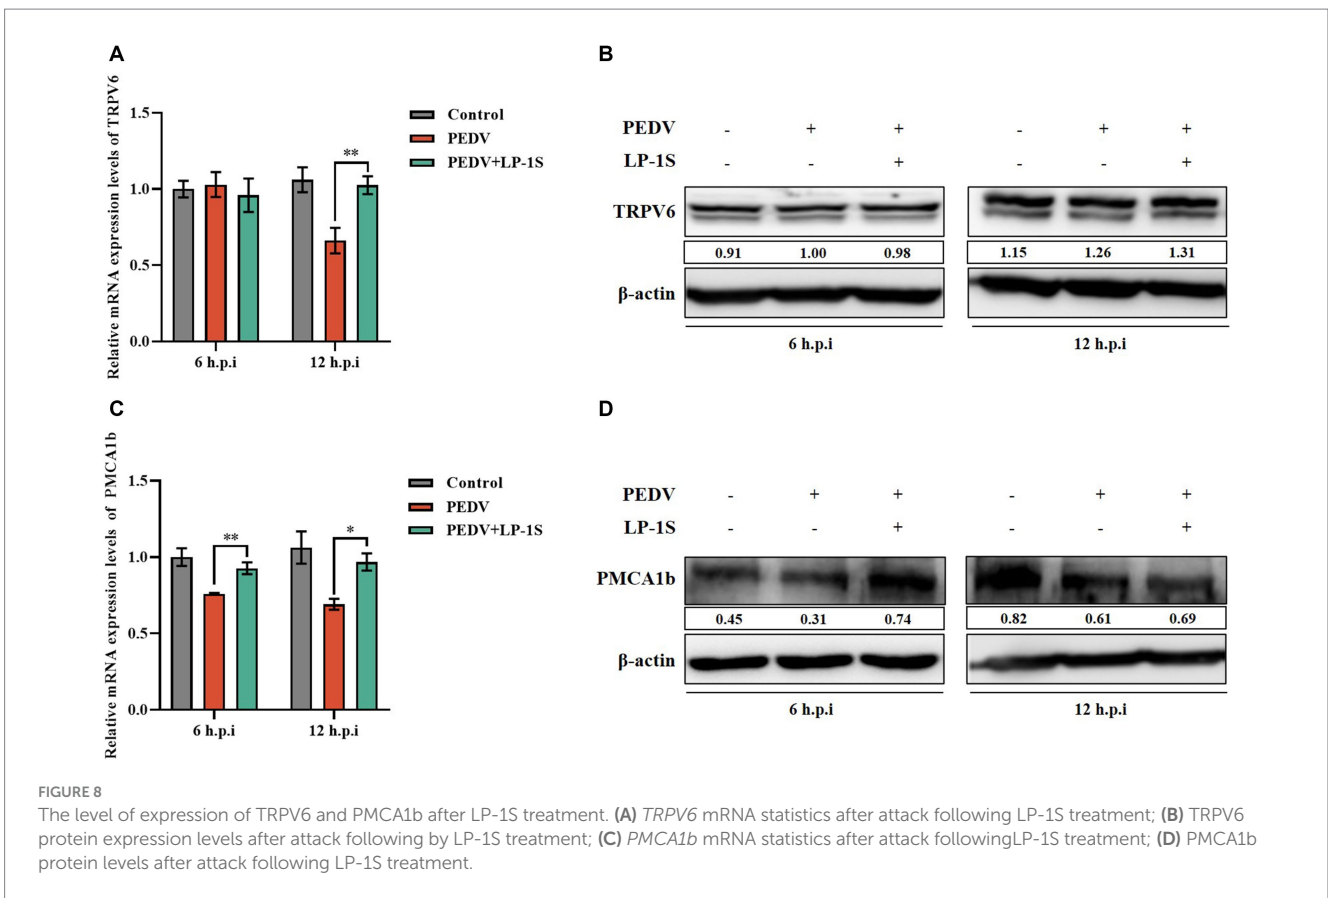 A
Relative mRNA expression levels of TRPV6
1.5
1.0
0.5
0.0
**
6 h.p.i
12 h.p.i
Control
PEDV
PEDV+LP-1S
B
PEDV - + + - + +
LP-1S - - + - - +
TRPV6
0.91 1.00 0.98 1.15 1.26 1.31
β-actin
6 h.p.i 12 h.p.i
C
Relative mRNA expression levels of PMCA1b
1.5
1.0
0.5
0.0
**
*
6 h.p.i
12 h.p.i
Control
PEDV
PEDV+LP-1S
D
PEDV - + + - + +
LP-1S - - + - - +
PMCA1b
0.45 0.31 0.74 0.82 0.61 0.69
β-actin
6 h.p.i 12 h.p.i
FIGURE 8
The level of expression of TRPV6 and PMCA1b after LP-1S treatment. (A) TRPV6 mRNA statistics after attack following LP-1S treatment; (B) TRPV6
protein expression levels after attack following by LP-1S treatment; (C) PMCA1b mRNA statistics after attack followingLP-1S treatment; (D) PMCA1b
protein levels after attack following LP-1S treatment.